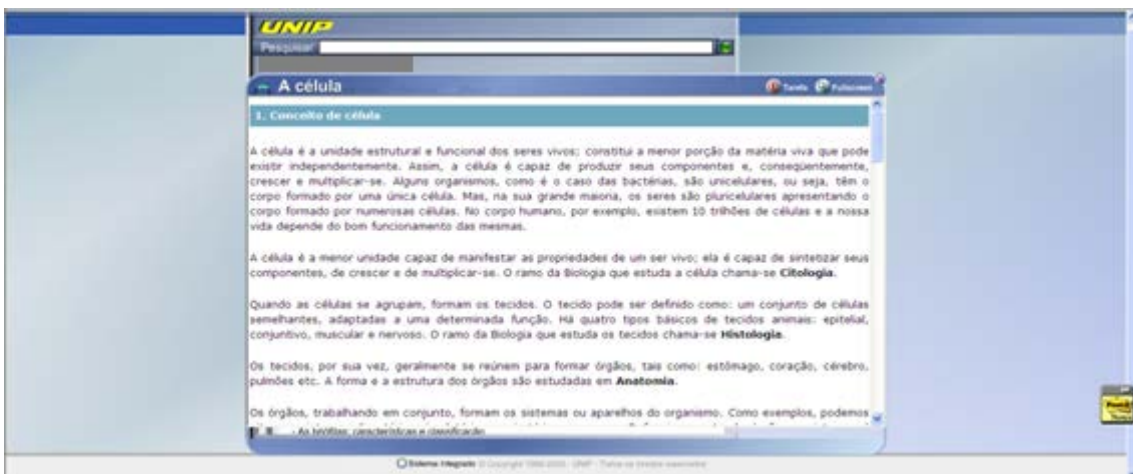 UNIP
Pesquisar
A célula
Tarefa
Fullscreen
1. Conceito de célula
A célula é a unidade estrutural e funcional dos seres vivos; constitui a menor porção da matéria viva que pode
existir independentemente. Assim, a célula é capaz de produzir seus componentes e, conseqüentemente,
crescer e multiplicar-se. Alguns organismos, como é o caso das bactérias, são unicelulares, ou seja, têm o
corpo formado por uma única célula. Mas, na sua grande maioria, os seres são pluricelulares apresentando o
corpo formado por numerosas células. No corpo humano, por exemplo, existem 10 trilhões de células e a nossa
vida depende do bom funcionamento das mesmas.
A célula é a menor unidade capaz de manifestar as propriedades de um ser vivo; ela é capaz de sintetizar seus
componentes, de crescer e de multiplicar-se. O ramo da Biologia que estuda a célula chama-se Citologia.
Quando as células se agrupam, formam os tecidos. O tecido pode ser definido como: um conjunto de células
semelhantes, adaptadas a uma determinada função. Há quatro tipos básicos de tecidos animais: epitelial,
conjuntivo, muscular e nervoso. O ramo da Biologia que estuda os tecidos chama-se Histologia.
Os tecidos, por sua vez, geralmente se reúnem para formar órgãos, tais como: estômago, coração, cérebro,
pulmões etc. A forma e a estrutura dos órgãos são estudadas em Anatomia.
Os órgãos, trabalhando em conjunto, formam os sistemas ou aparelhos do organismo. Como exemplos, podemos
características e classificação
Sistema Integrado © Copyright